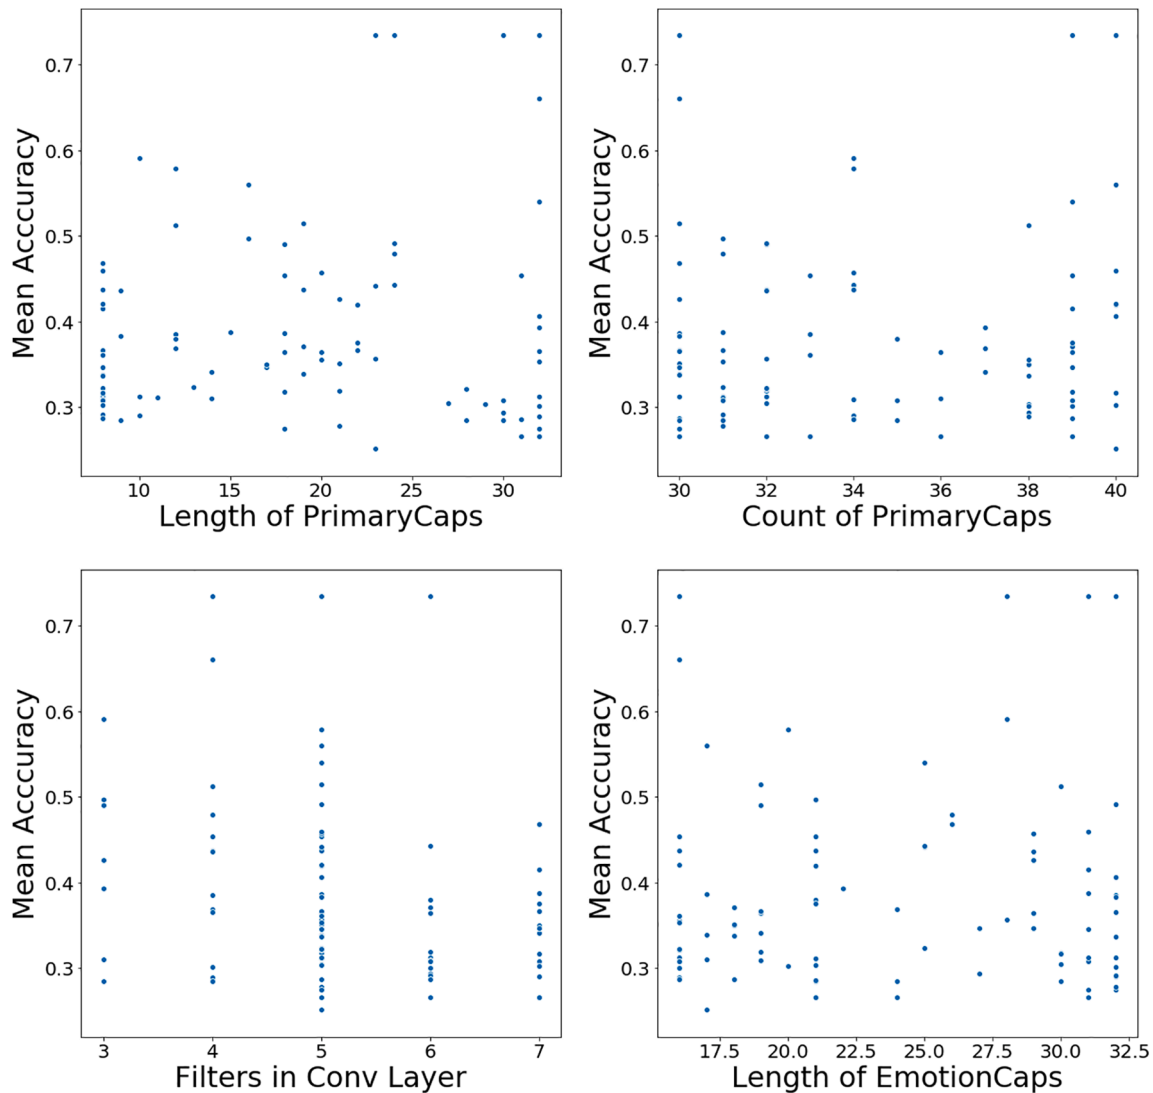 0.7
0.6
0.5
0.4
0.3
Mean Acccuracy
10 15 20 25 30
Length of PrimaryCaps
0.7
0.6
0.5
0.4
0.3
Mean Acccuracy
30 32 34 36 38 40
Count of PrimaryCaps
0.7
0.6
0.5
0.4
0.3
Mean Acccuracy
3 4 5 6 7
Filters in Conv Layer
0.7
0.6
0.5
0.4
0.3
Mean Acccuracy
17.5 20.0 22.5 25.0 27.5 30.0 32.5
Length of EmotionCaps